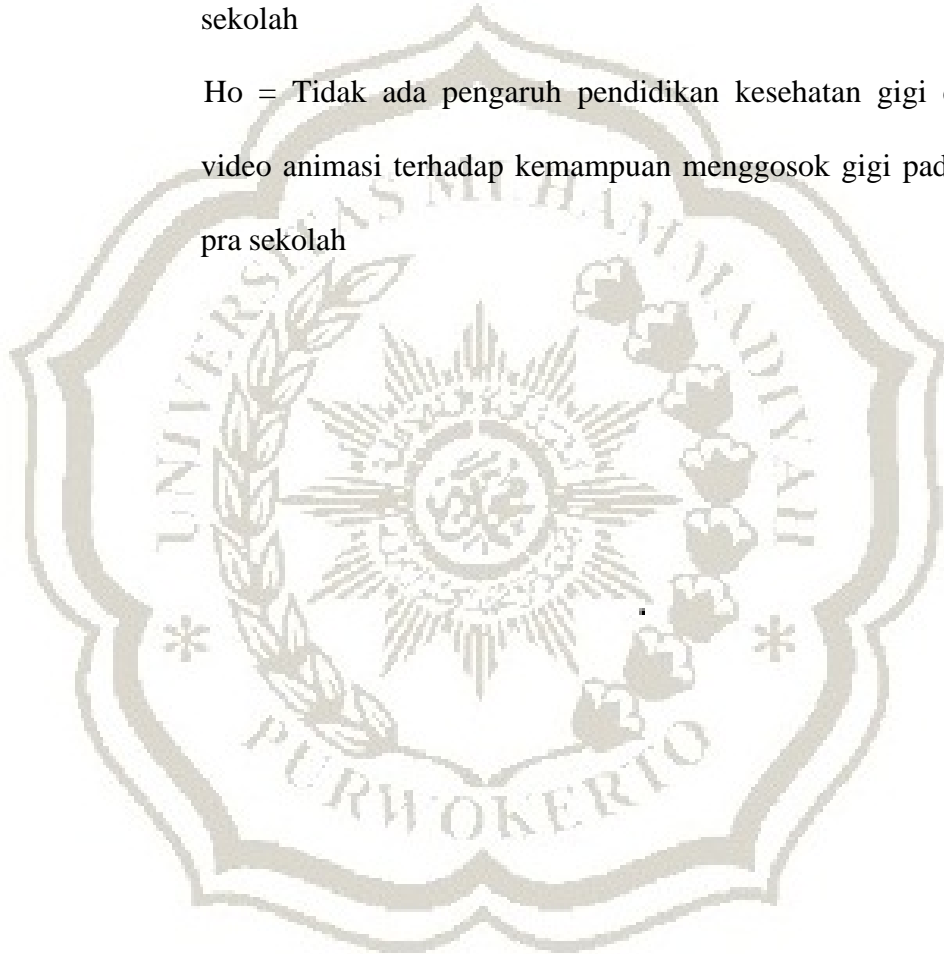 sekolah
Ho = Tidak ada pengaruh pendidikan kesehatan gigi
video animasi terhadap kemampuan menggosok gigi
pra sekolah
UNIVERSITAS MUHAMMADIYAH
PURWOKERTO